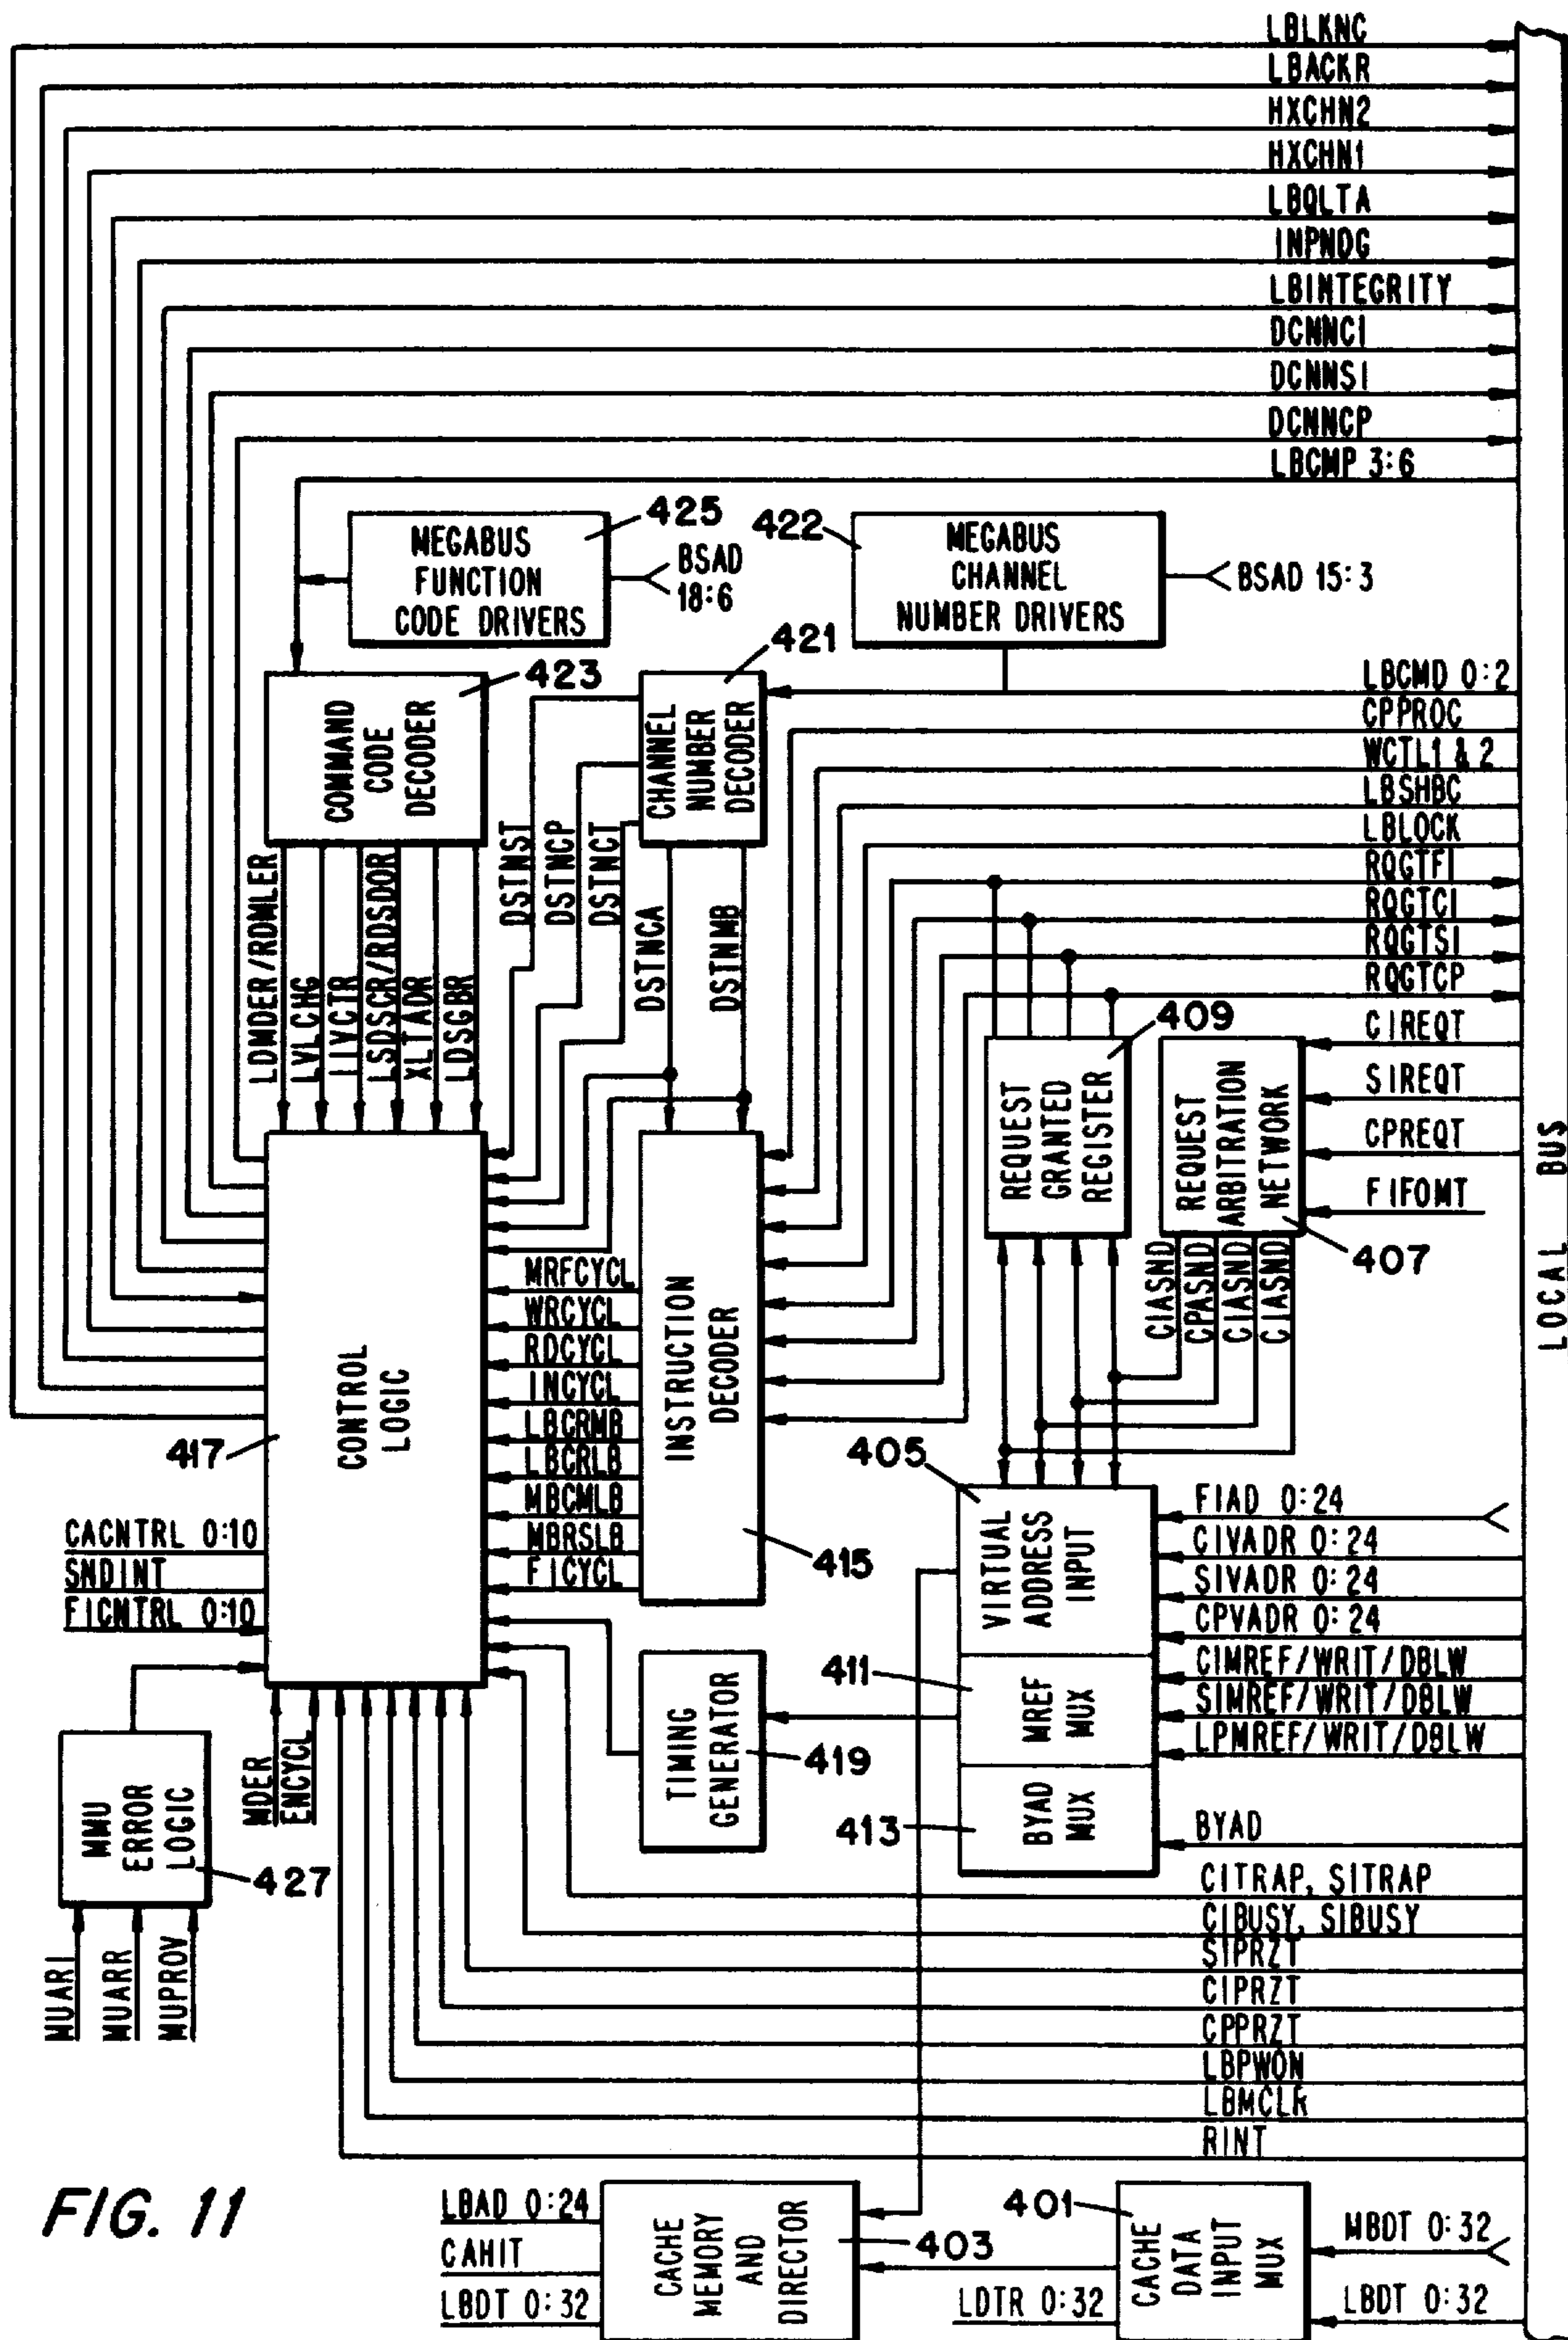 LBLKNC
LBACKR
HXCHN2
HXCHN1
LBQLTA
INPNDG
LBINTEGRITY
DCMNCI
DCNNSI
DCMNCP
LBCMP 3:6
425
MEGABUS
FUNCTION
CODE DRIVERS
BSAD
18:6
422
MEGABUS
CHANNEL
NUMBER DRIVERS
BSAD 15:3
423
COMMAND
CODE
DECODER
421
CHANNEL
NUMBER
DECODER
LBCMD 0:2
CPPROC
WCTL1 & 2
LBSHBC
LBLOCK
RQGTFI
RQGTCI
RQGTSI
RQGTCP
LDMDER/RDMLER
LVLCHG
LIVCTR
LSDSCR/RDSDOR
XLTADR
LDSGBR
DSTNST
DSTNCP
DSTNCT
DSTNCA
DSTNMB
409
REQUEST
GRANTED
REGISTER
REQUEST
ARBITRATION
NETWORK
407
CIREQT
SIREQT
CPREQT
FIFOMT
CIASND
CPASND
CIASND
CIASND
LOCAL BUS
417
CONTROL
LOGIC
MRFCYCL
WRCYCL
RDCYCL
INCYCL
LBCRMB
LBCRLB
MBCMLB
MBRSLB
FICYCL
INSTRUCTION
DECODER
415
405
VIRTUAL
ADDRESS
INPUT
FIAD 0:24
CIVADR 0:24
SIVADR 0:24
CPVADR 0:24
CIMREF/WRIT/DBLW
SIMREF/WRIT/DBLW
LPMREF/WRIT/DBLW
BYAD
411
MREF
MUX
413
BYAD
MUX
CACNTRL 0:10
SNDINT
FICMTRL 0:10
TIMING
GENERATOR
419
MMU
ERROR
LOGIC
427
MDER
ENCYCL
MUARI
MUARR
MUPROV
CITRAP, SITRAP
CIBUSY, SIBUSY
SIPRZT
CIPRZT
CPPRZT
LBPWON
LBMCLR
RINT
FIG. 11
LBAD 0:24
CAHIT
LBDT 0:32
CACHE
MEMORY
AND
DIRECTOR
403
401
CACHE
DATA
INPUT
MUX
LDTR 0:32
MBDT 0:32
LBDT 0:32